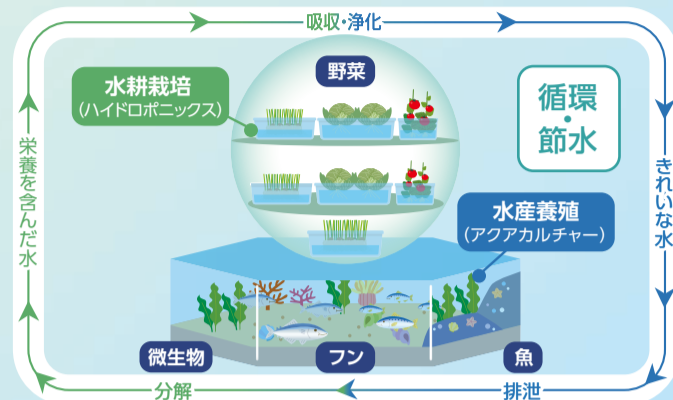 吸収・浄化
野菜
水耕栽培
(ハイドロポニックス)
循環
・
節水
栄養を含んだ水
きれいな水
水産養殖
(アクアカルチャー)
微生物
フン
魚
分解
排泄